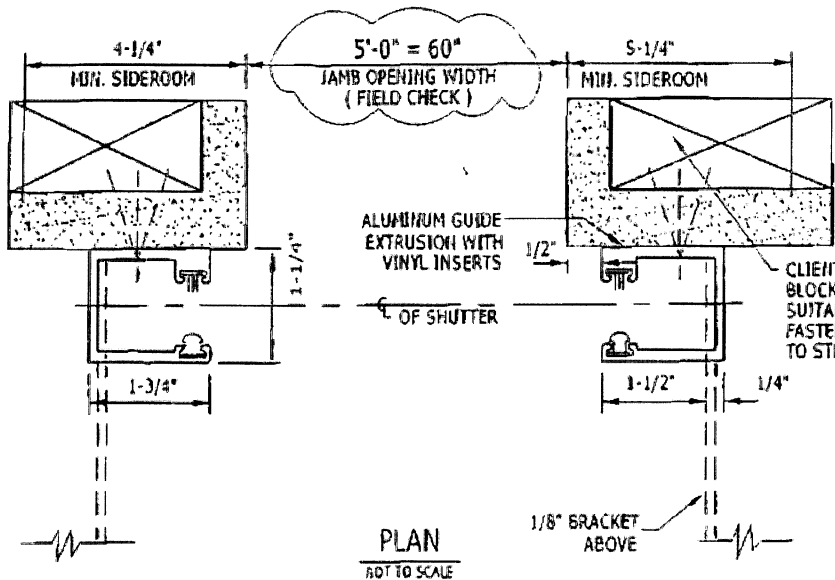 4-1/4"
MIN. SIDEROOM
5'-0" = 60"
JAMB OPENING WIDTH
( FIELD CHECK )
5-1/4"
MIN. SIDEROOM
ALUMINUM GUIDE
EXTRUSION WITH
VINYL INSERTS
1/2"
1-1/4"
℄ OF SHUTTER
CLIENT
BLOCK
SUITA
FASTE
TO STE
1-3/4"
1-1/2"
1/4"
1/8" BRACKET
ABOVE
PLAN
NOT TO SCALE